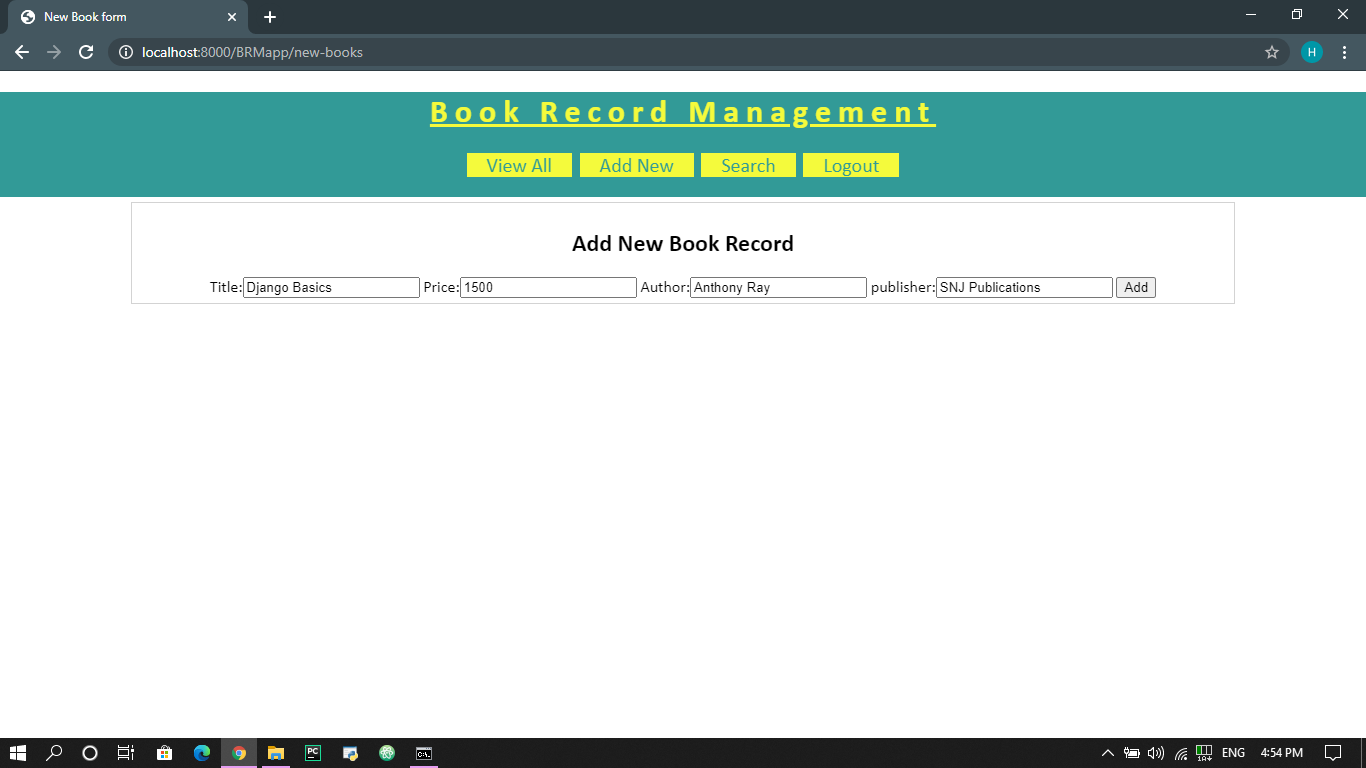 New Book form
localhost:8000/BRMapp/new-books
H
Book Record Management
View All Add New Search Logout
Add New Book Record
Title: Django Basics Price: 1500 Author: Anthony Ray publisher: SNJ Publications Add
PC C:\. ENG 4:54 PM